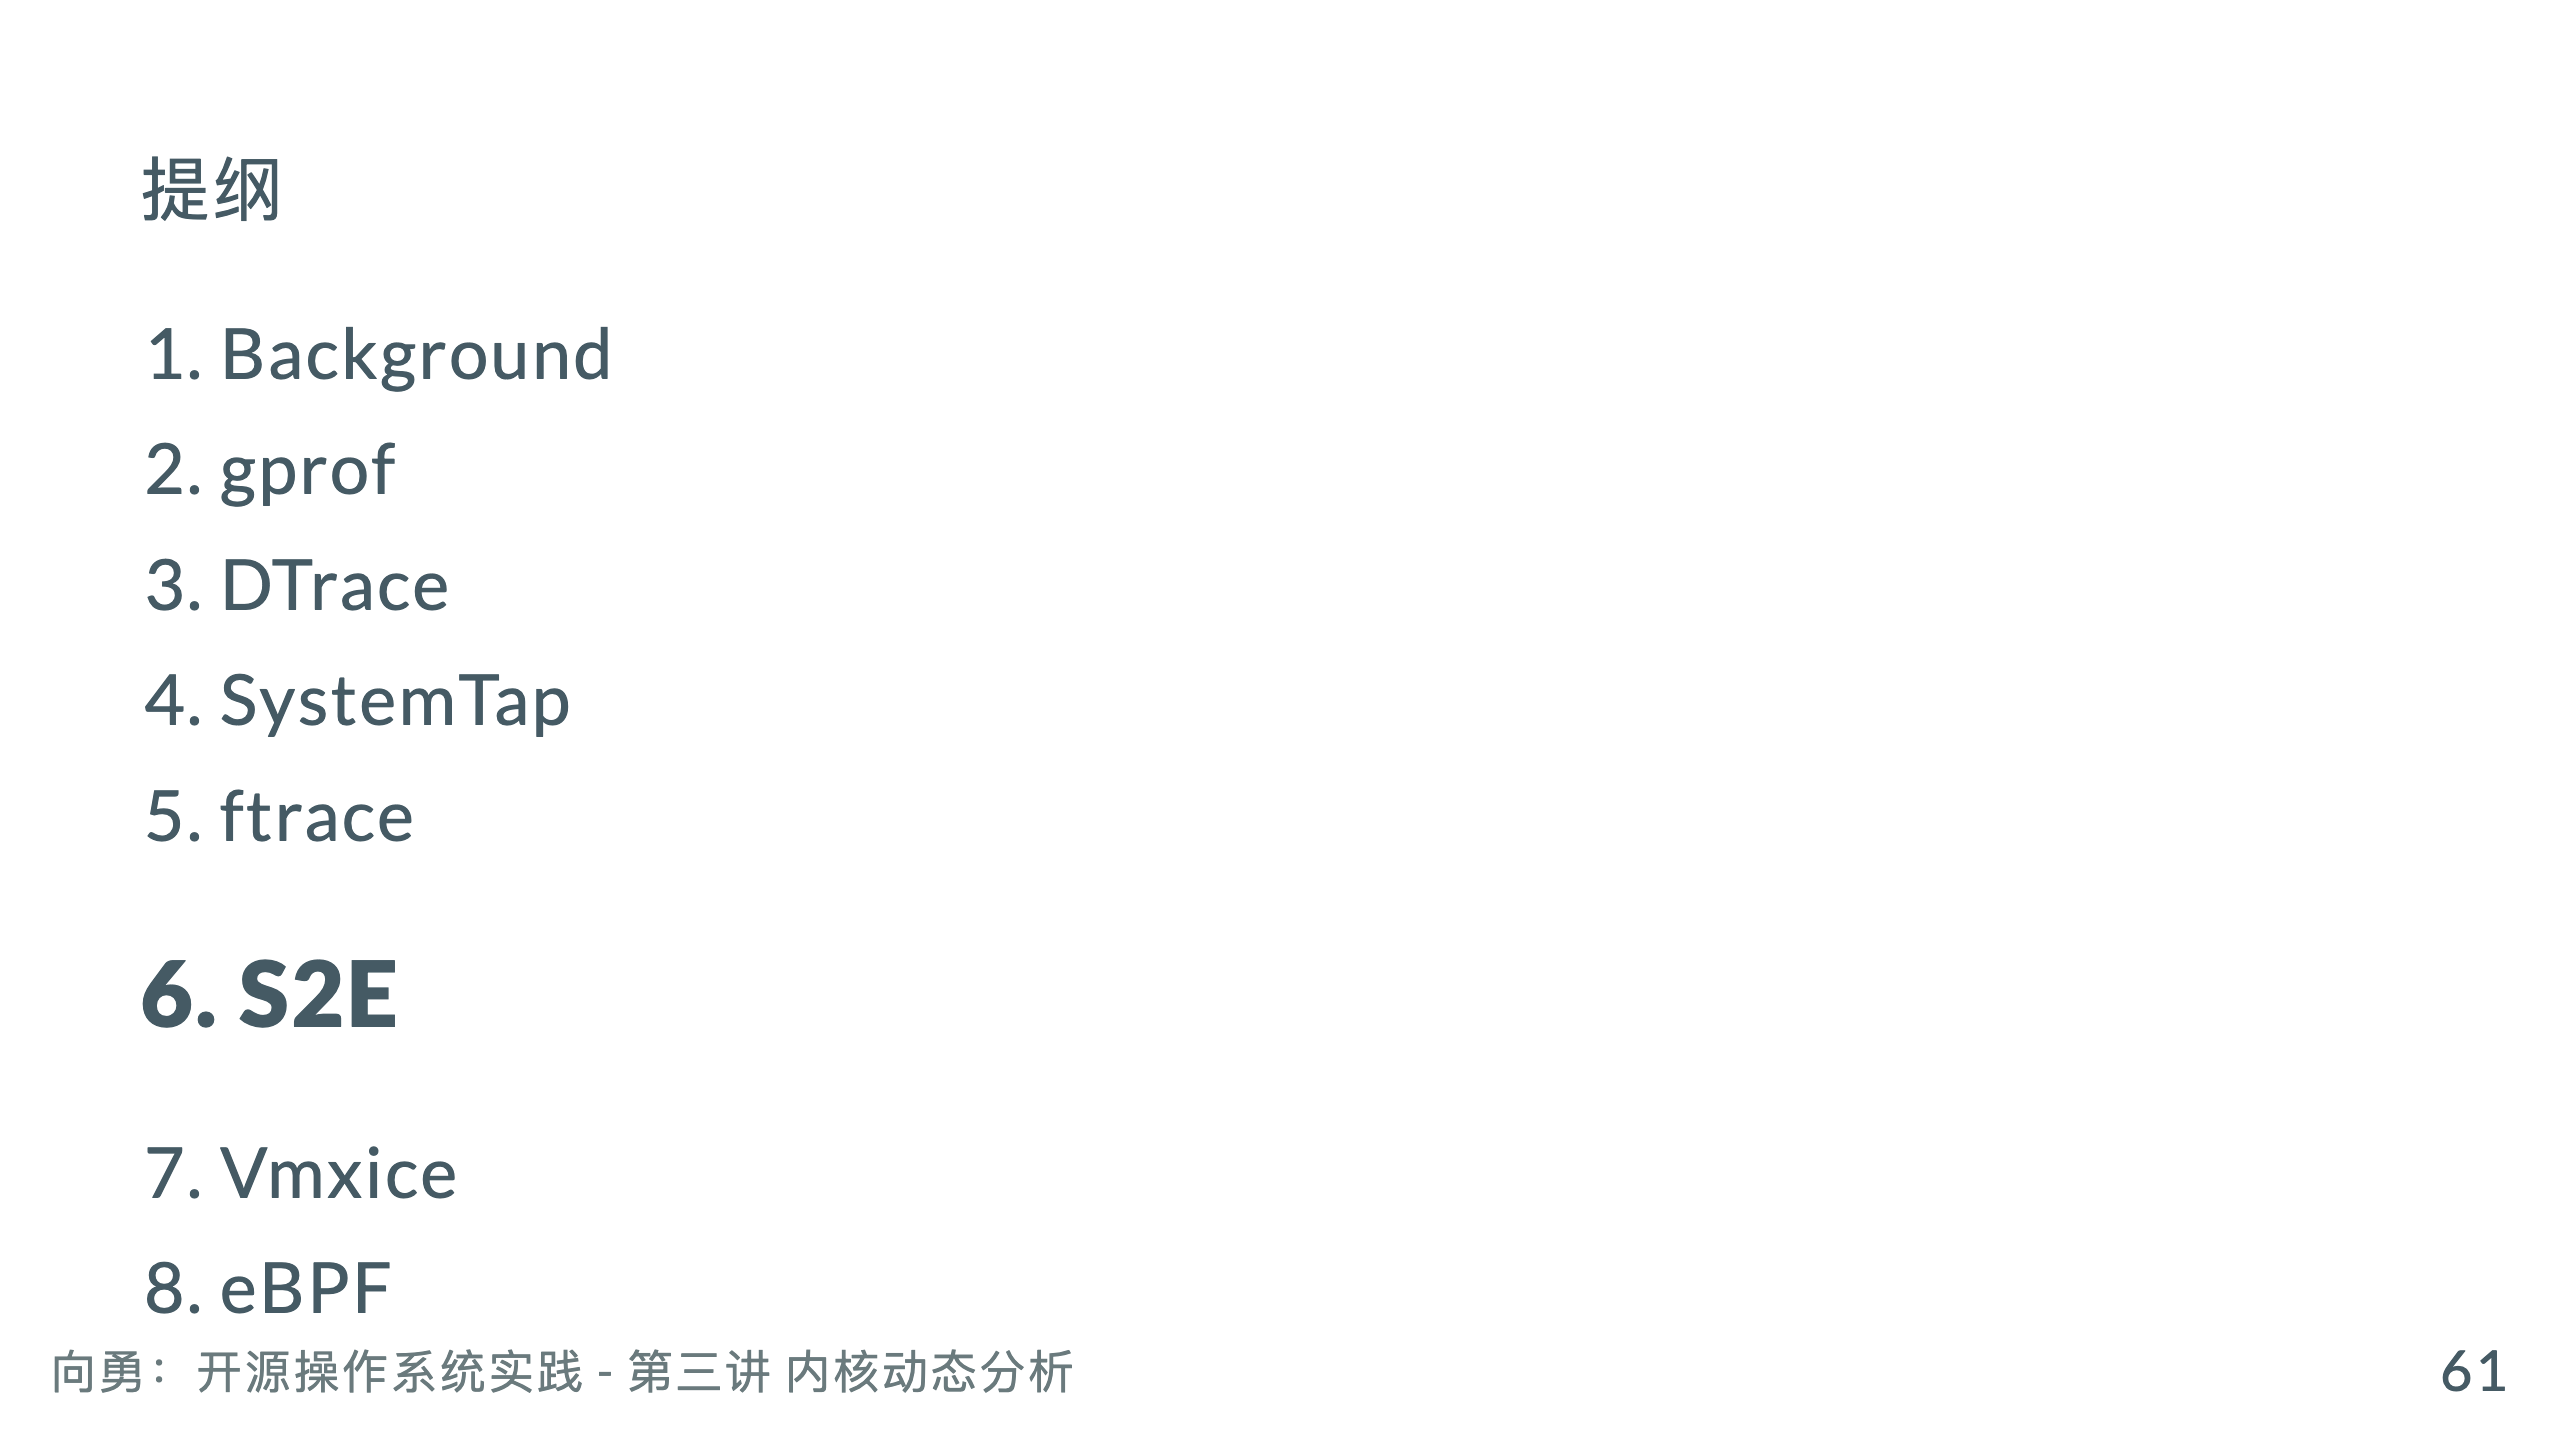 提纲
1. Background
2. gprof
3. DTrace
4. SystemTap
5. ftrace
6. S2E
7. Vmxice
8. eBPF
向勇：开源操作系统实践 - 第三讲 内核动态分析
61